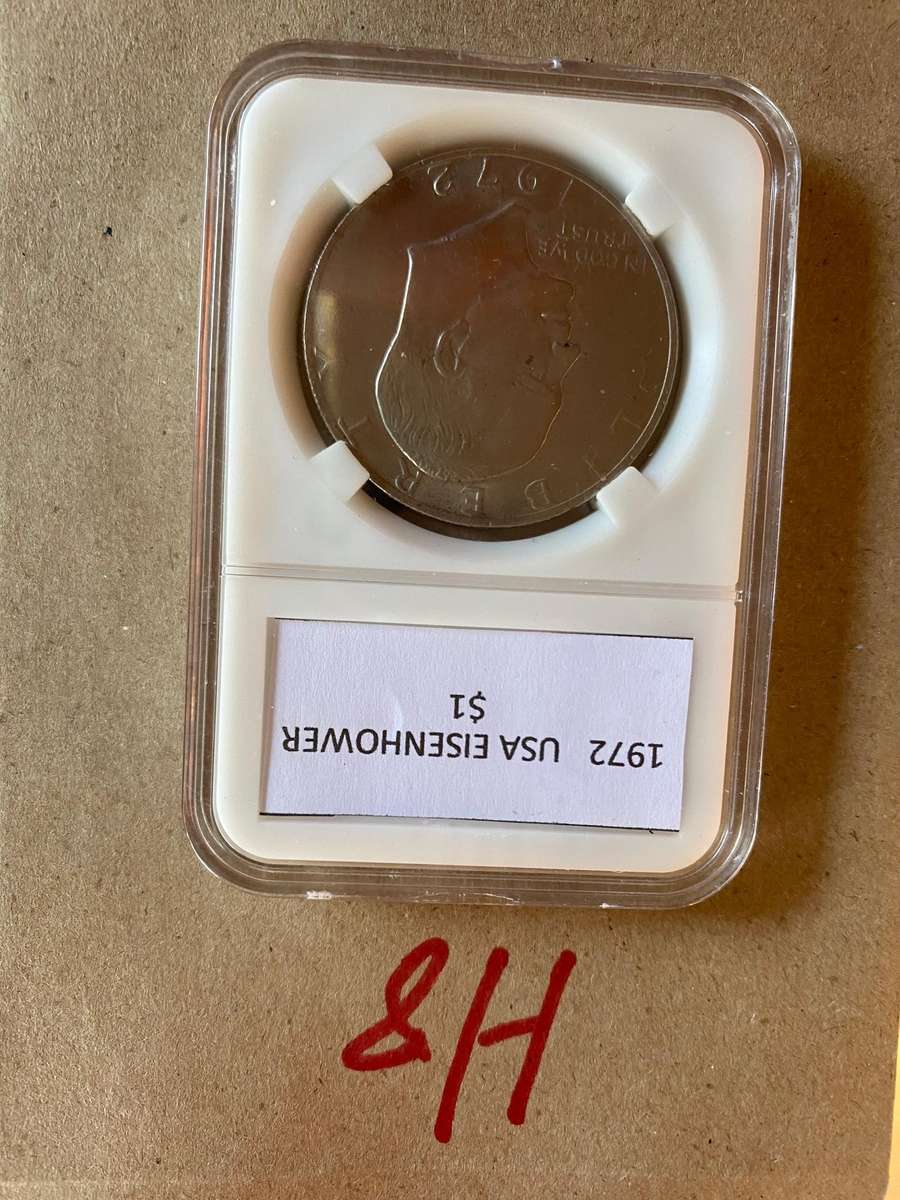 H8
1972 USA EISENHOWER
$1
LIBERTY
IN GOD WE
TRUST
1972